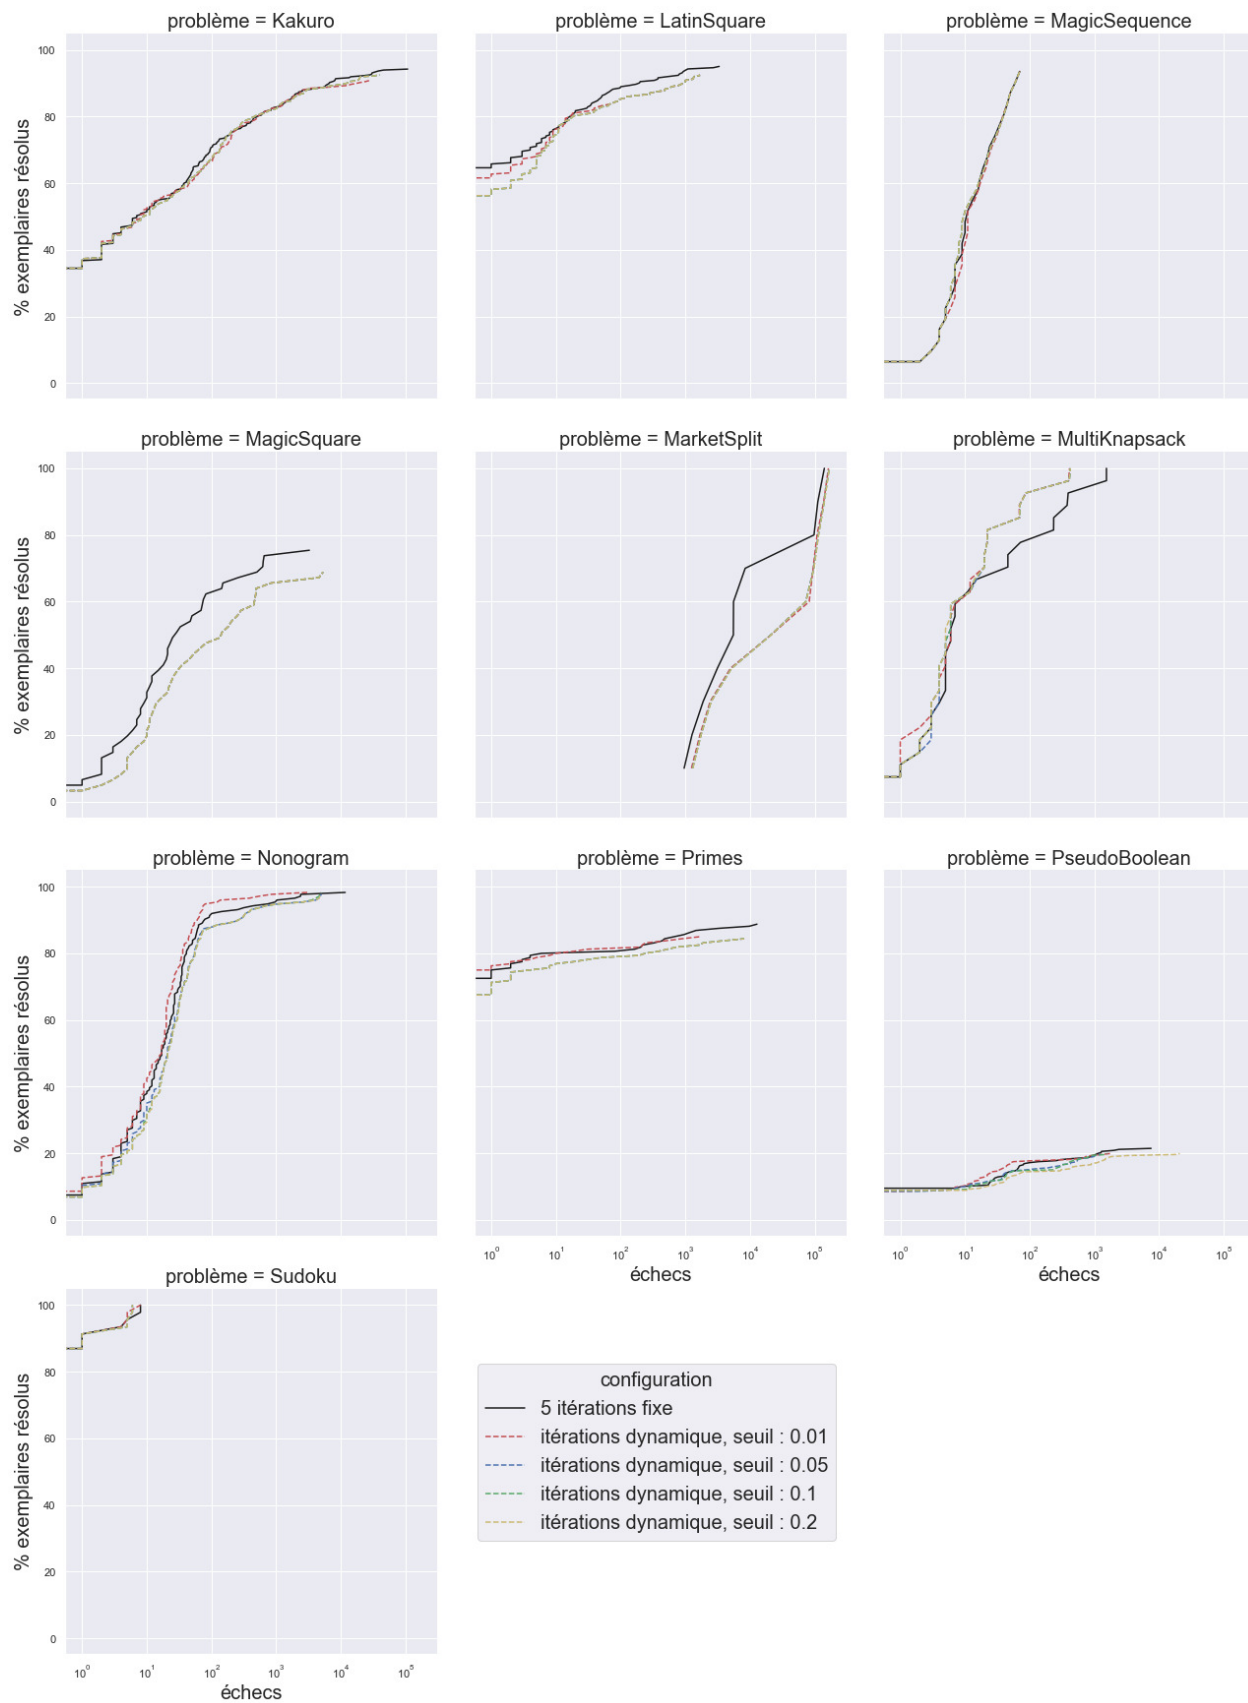 problème = Kakuro
problème = LatinSquare
problème = MagicSequence
100
80
60
40
20
0
% exemplaires résolus
problème = MagicSquare
problème = MarketSplit
problème = MultiKnapsack
100
80
60
40
20
0
% exemplaires résolus
problème = Nonogram
problème = Primes
problème = PseudoBoolean
100
80
60
40
20
0
% exemplaires résolus
10⁰ 10¹ 10² 10³ 10⁴ 10⁵
échecs
10⁰ 10¹ 10² 10³ 10⁴ 10⁵
échecs
problème = Sudoku
100
80
60
40
20
0
% exemplaires résolus
10⁰ 10¹ 10² 10³ 10⁴ 10⁵
échecs
configuration
5 itérations fixe
itérations dynamique, seuil : 0.01
itérations dynamique, seuil : 0.05
itérations dynamique, seuil : 0.1
itérations dynamique, seuil : 0.2